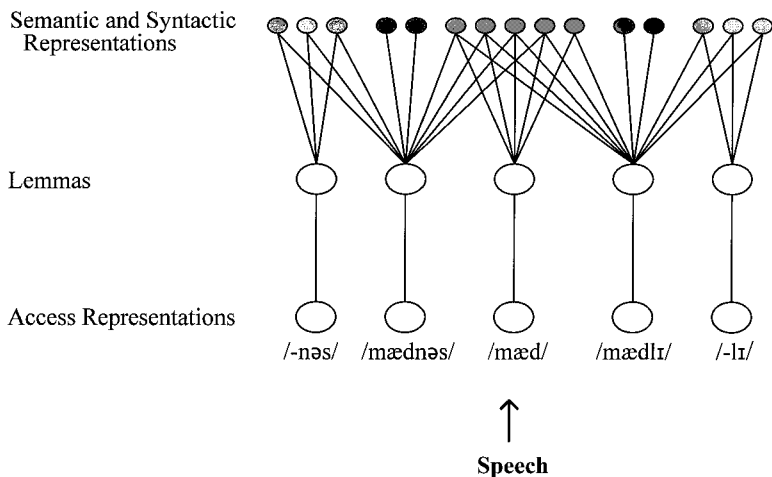 Semantic and Syntactic
Representations
Lemmas
Access Representations
/-nəs/ /mædnəs/ /mæd/ /mædlɪ/ /-lɪ/
Speech